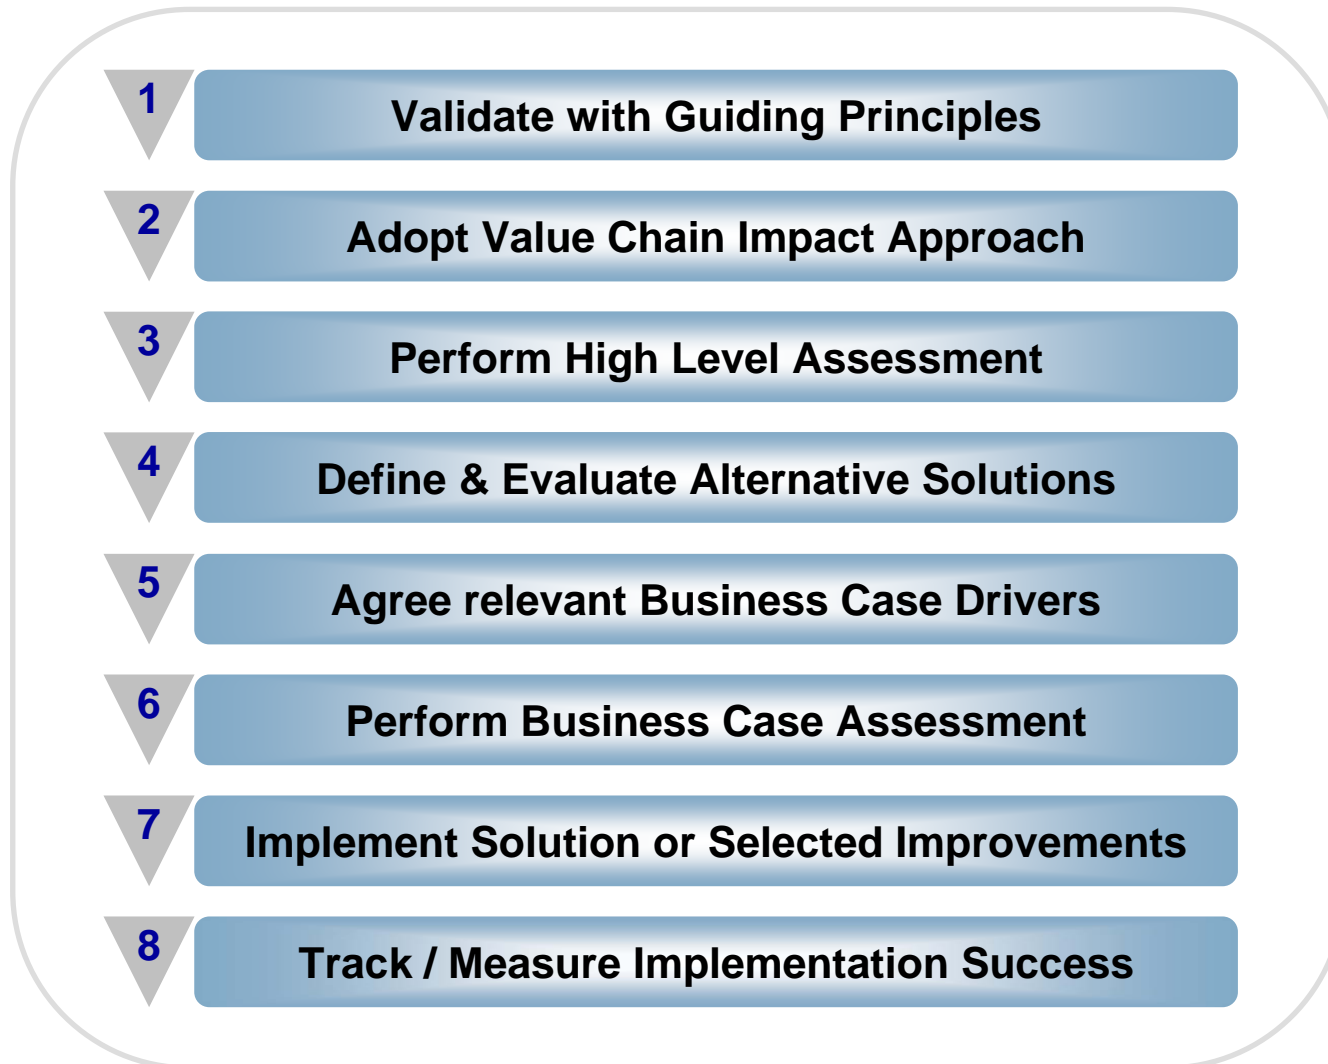 1
Validate with Guiding Principles
2
Adopt Value Chain Impact Approach
3
Perform High Level Assessment
4
Define & Evaluate Alternative Solutions
5
Agree relevant Business Case Drivers
6
Perform Business Case Assessment
7
Implement Solution or Selected Improvements
8
Track / Measure Implementation Success